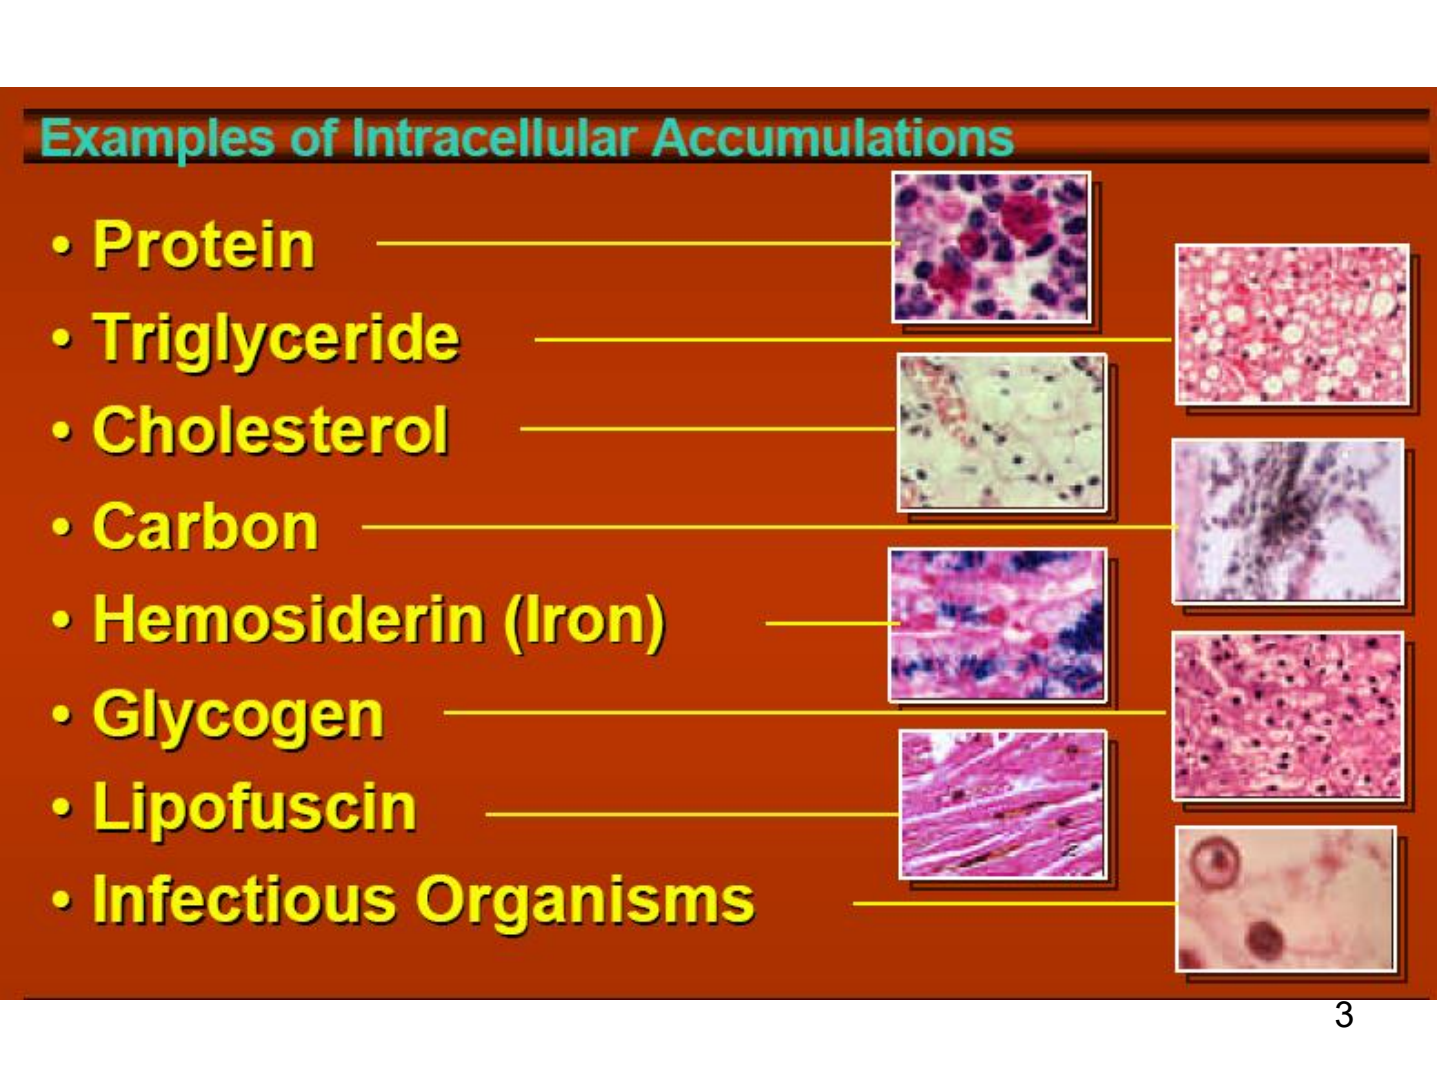 Examples of Intracellular Accumulations
• Protein
• Triglyceride
• Cholesterol
• Carbon
• Hemosiderin (Iron)
• Glycogen
• Lipofuscin
• Infectious Organisms
3